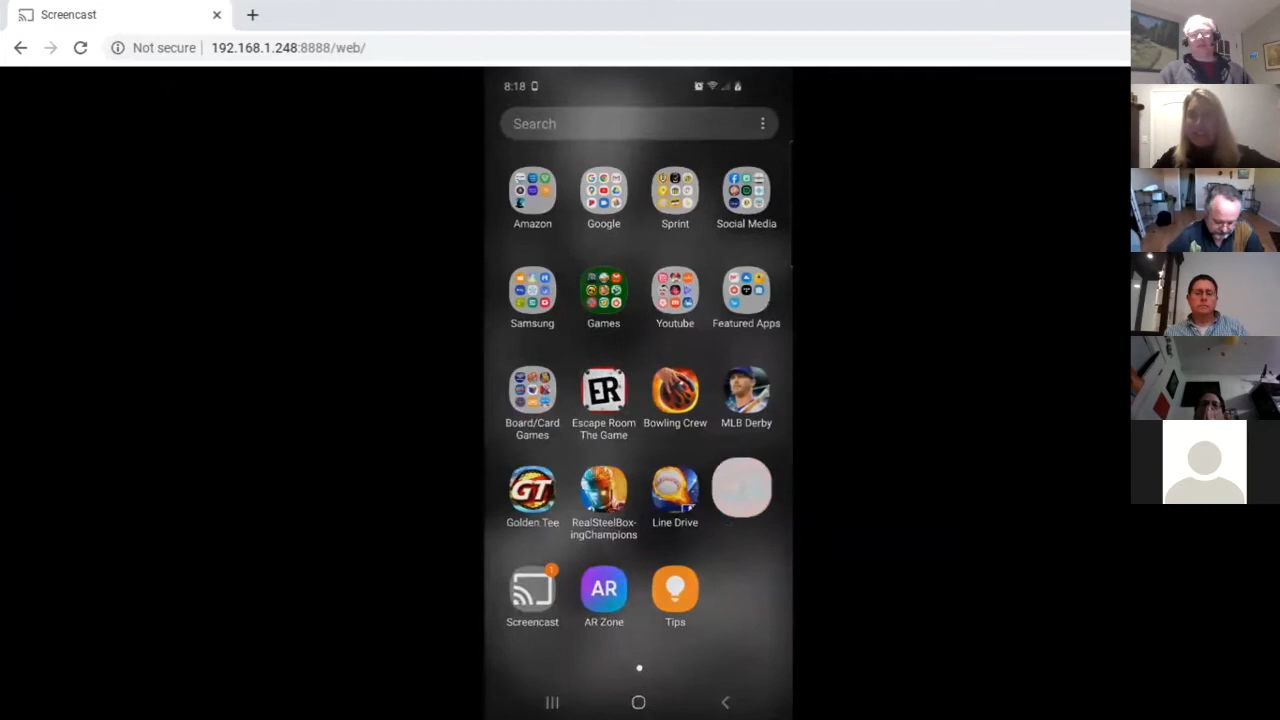 Screencast
Not secure 192.168.1.248:8888/web/
8:18
Search
Amazon Google Sprint Social Media
Samsung Games Youtube Featured Apps
ER
Board/Card Escape Room Bowling Crew MLB Derby
Games The Game
GT
Golden Tee RealSteelBox- Line Drive
ingChampions
1
AR
Screencast AR Zone Tips